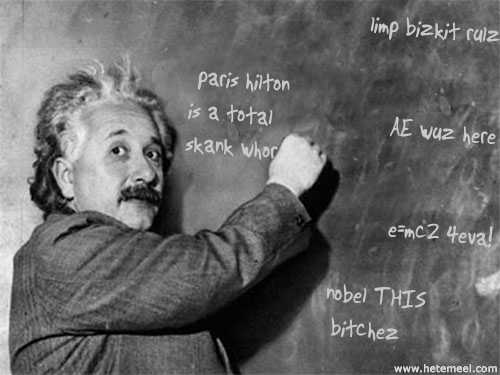 limp bizkit rulz
paris hilton
is a total
skank whor
AE wuz here
e=mc2 4eva!
nobel THIS
bitchez
www.hetemeel.com